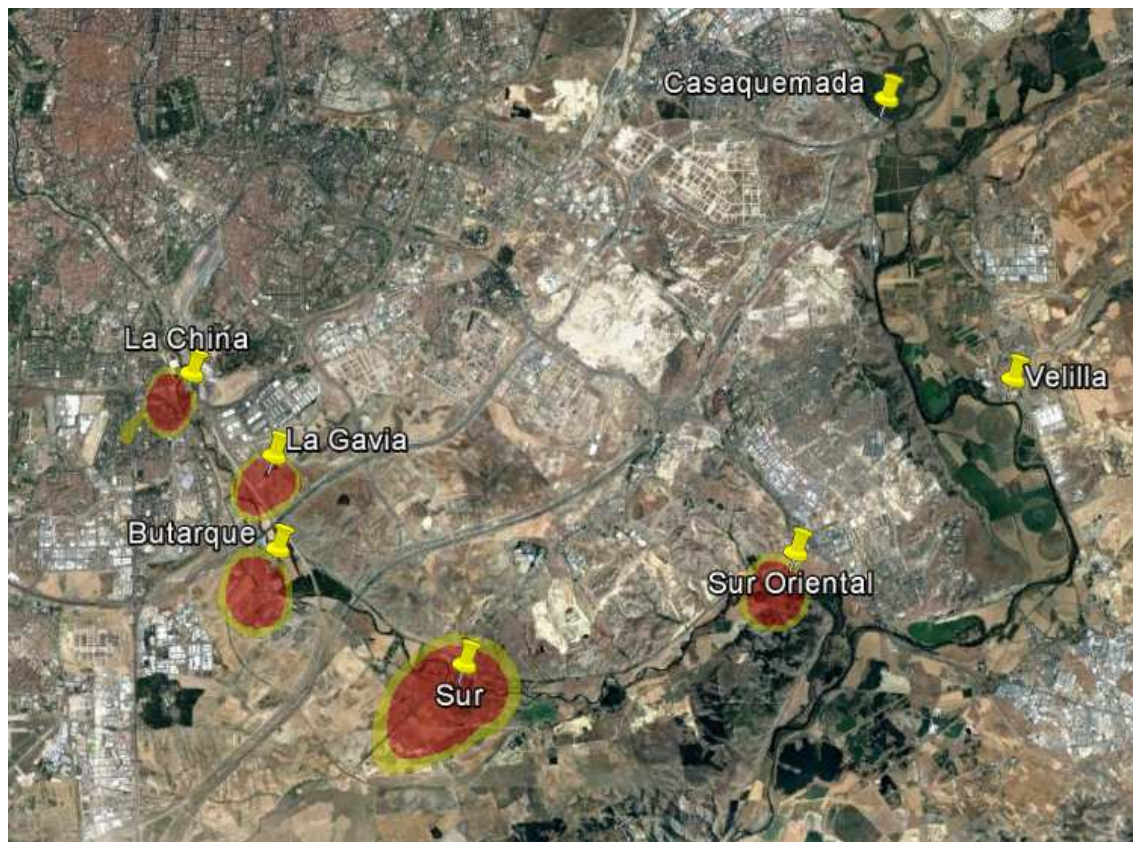 Casaquemada
La China
Velilla
La Gavia
Butarque
Sur Oriental
Sur